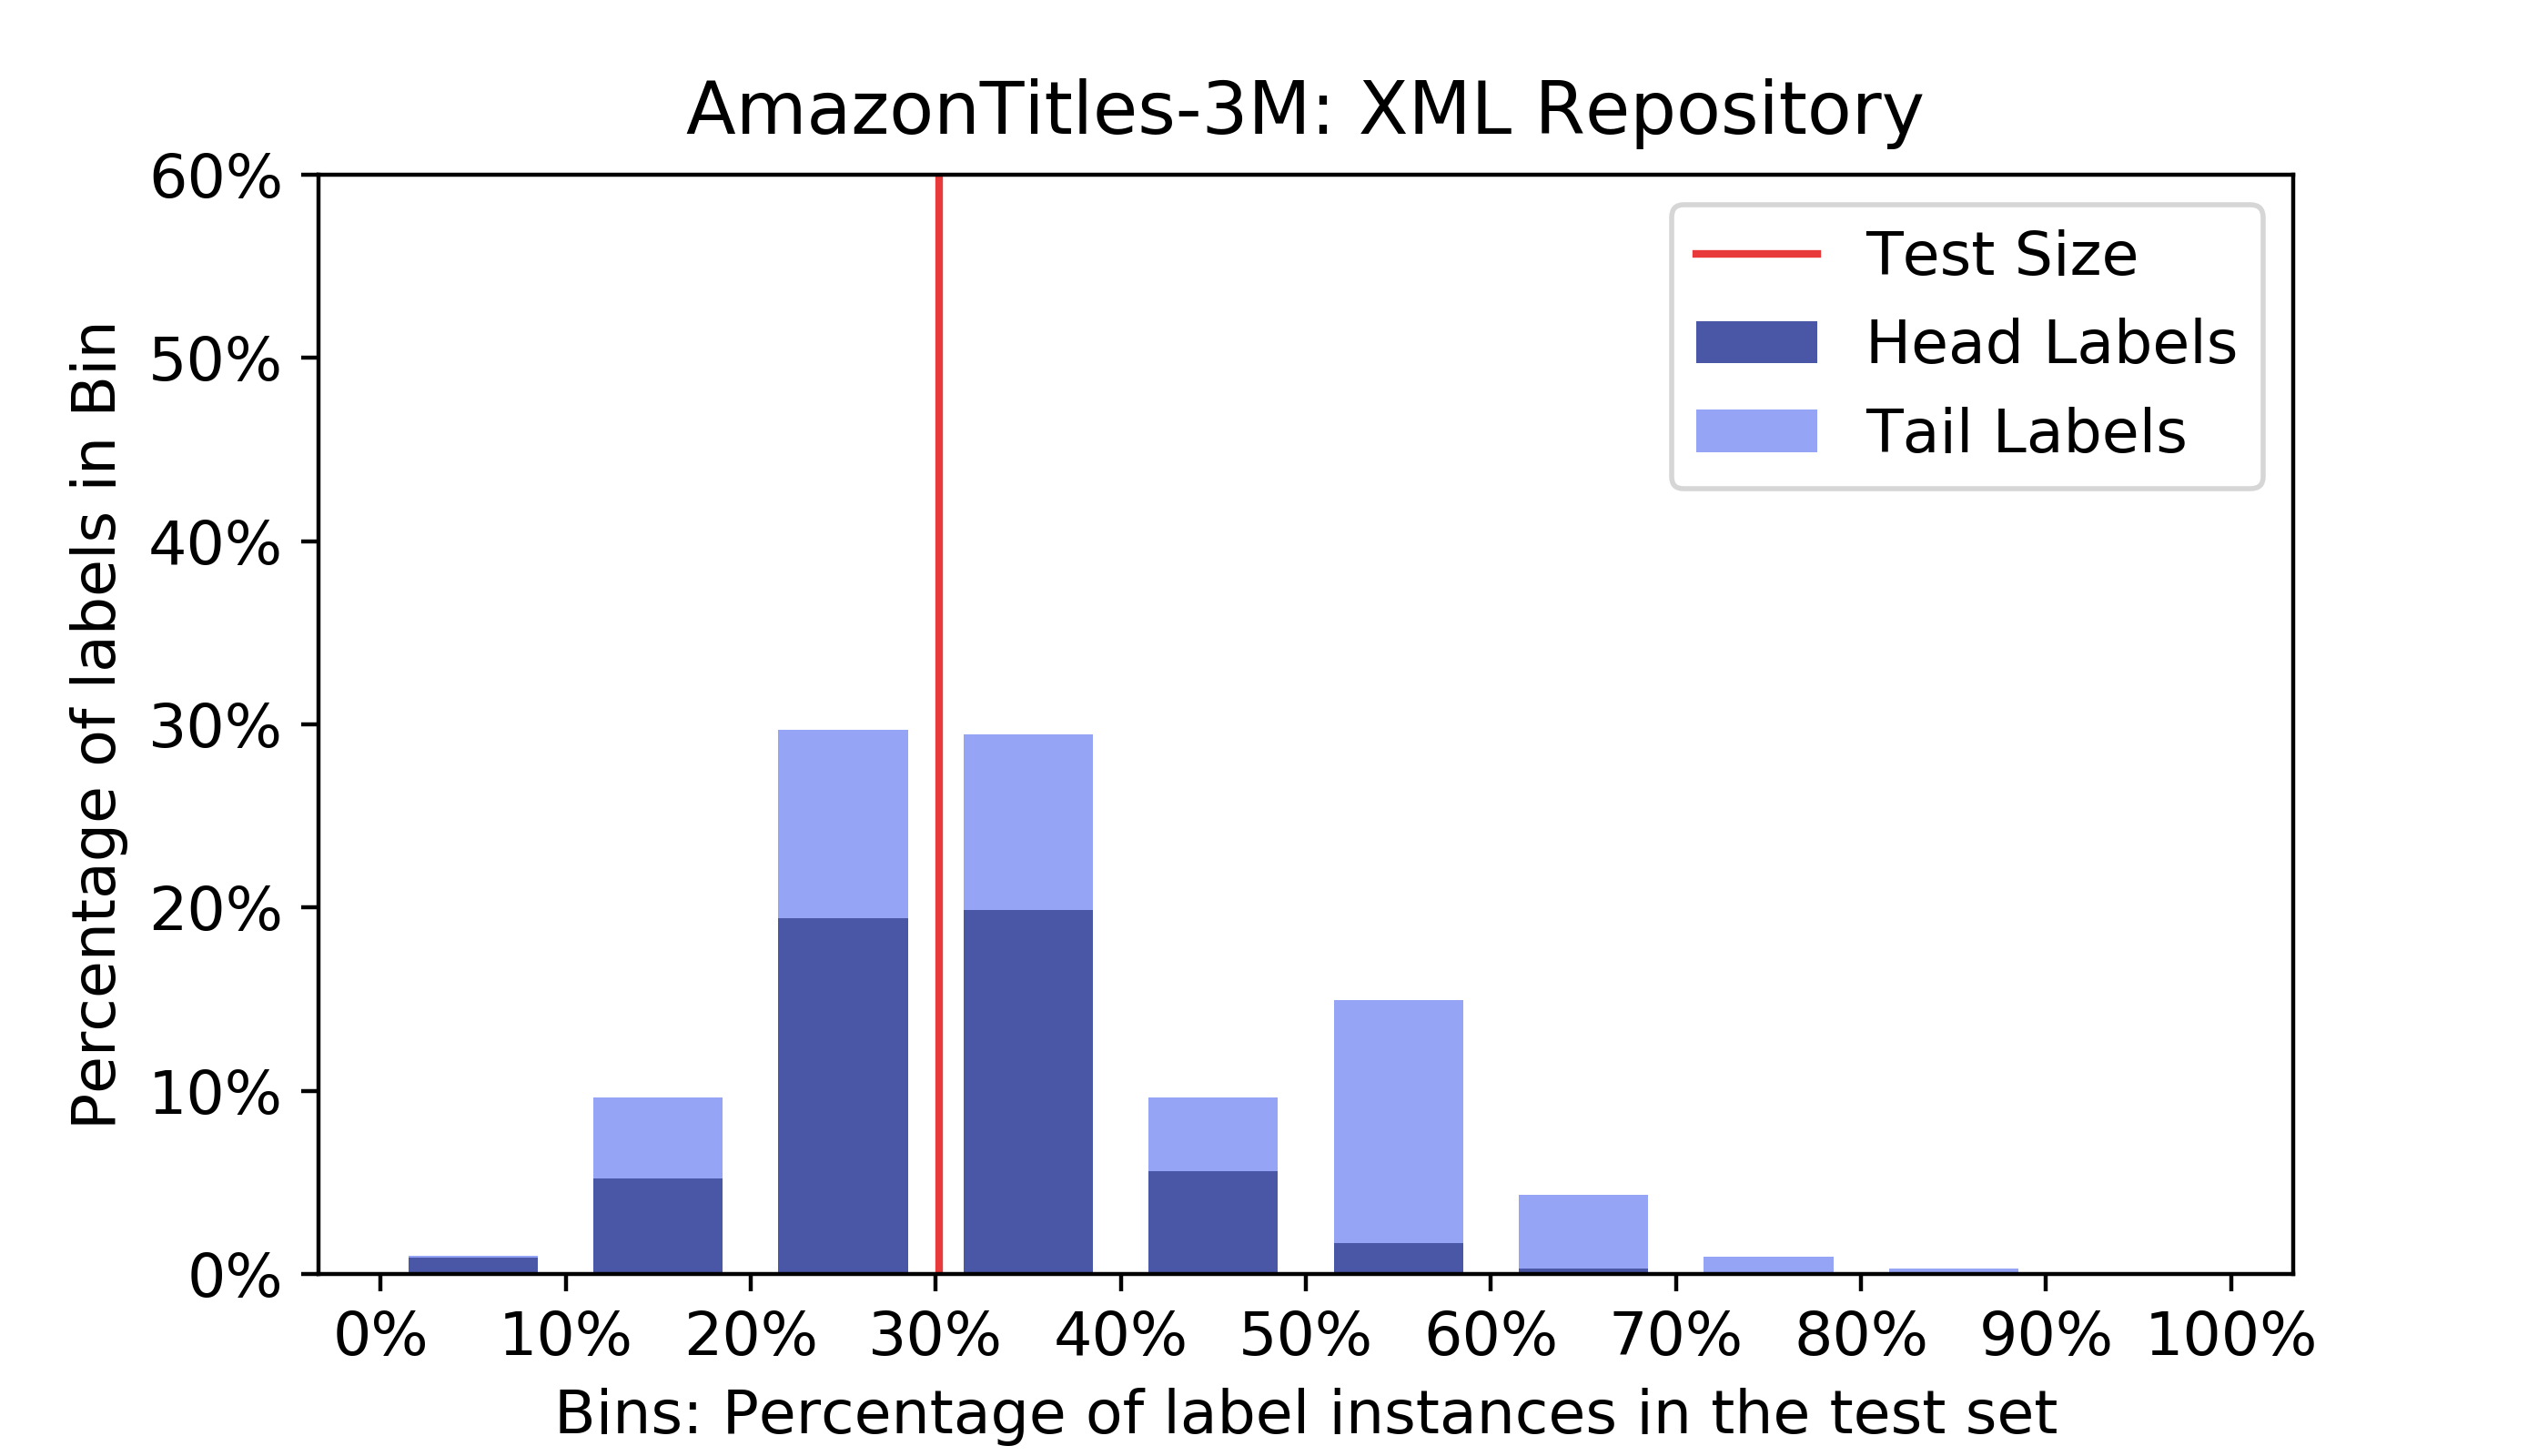 AmazonTitles-3M: XML Repository
60%
50%
40%
30%
20%
10%
0%
Percentage of labels in Bin
Test Size
Head Labels
Tail Labels
0% 10% 20% 30% 40% 50% 60% 70% 80% 90% 100%
Bins: Percentage of label instances in the test set